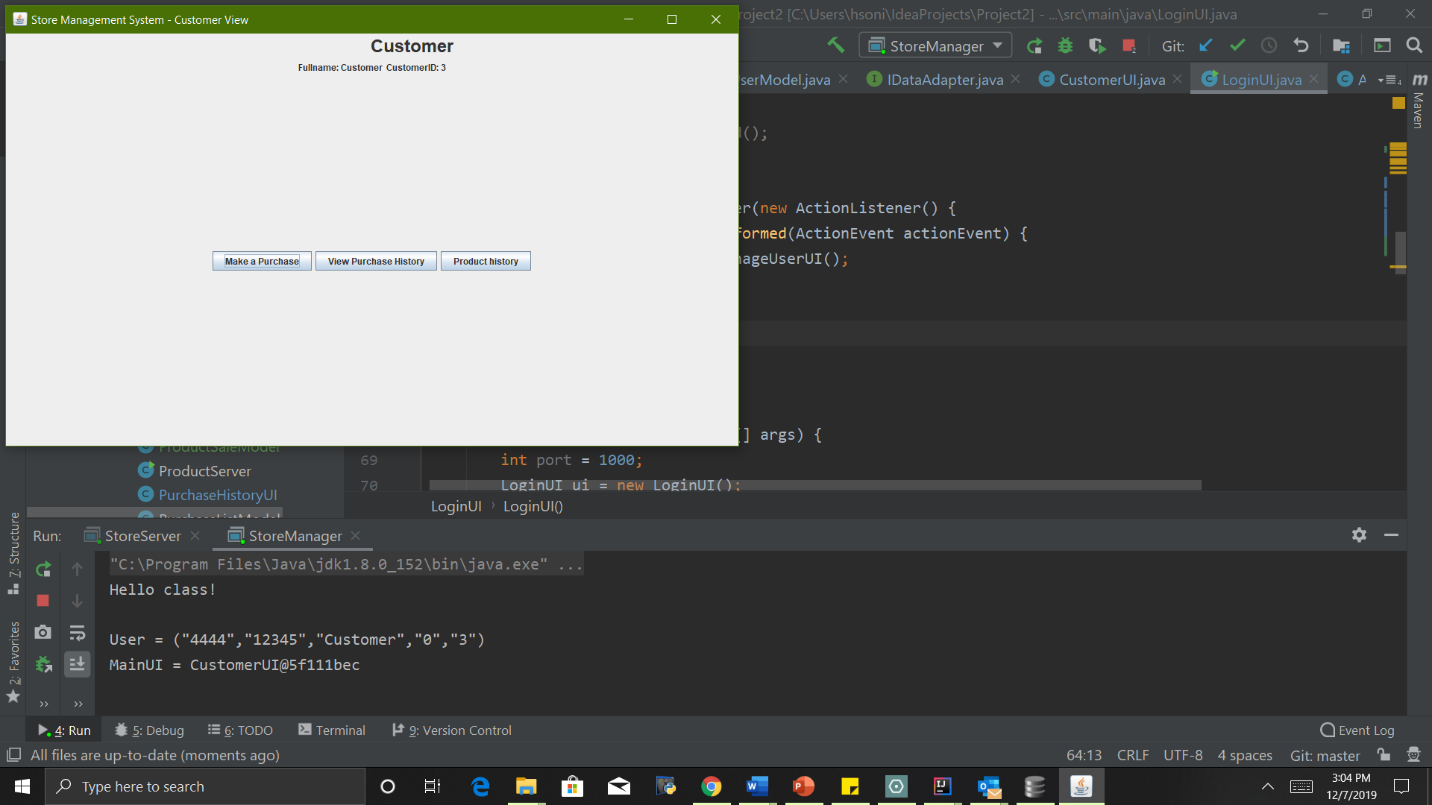 Store Management System - Customer View
roject2 [C:\Users\hsoni\IdeaProjects\Project2] - ...\src\main\java\LoginUI.java
StoreManager
Git:
Customer
Fullname: Customer CustomerID: 3
Make a Purchase
View Purchase History
Product history
serModel.java
IDataAdapter.java
CustomerUI.java
LoginUI.java
A
4
m
Maven
();
er(new ActionListener() {
formed(ActionEvent actionEvent) {
nageUserUI();
] args) {
69
int port = 1000;
70
LoginUI ui = new LoginUI();
ProductSaleModel
ProductServer
PurchaseHistoryUI
PurchaseListModel
LoginUI
LoginUI()
7: Structure
2: Favorites
Run:
StoreServer
StoreManager
"C:\Program Files\Java\jdk1.8.0_152\bin\java.exe" ...
Hello class!
User = ("4444","12345","Customer","0","3")
MainUI = CustomerUI@5f111bec
4: Run
5: Debug
6: TODO
Terminal
9: Version Control
Event Log
All files are up-to-date (moments ago)
64:13
CRLF
UTF-8
4 spaces
Git: master
Type here to search
3:04 PM
12/7/2019